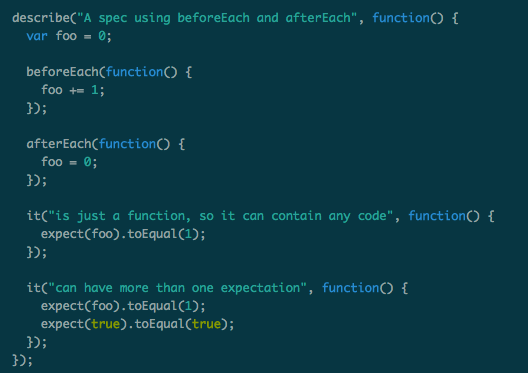 describe("A spec using beforeEach and afterEach", function() {
  var foo = 0;

  beforeEach(function() {
    foo += 1;
  });

  afterEach(function() {
    foo = 0;
  });

  it("is just a function, so it can contain any code", function() {
    expect(foo).toEqual(1);
  });

  it("can have more than one expectation", function() {
    expect(foo).toEqual(1);
    expect(true).toEqual(true);
  });
});